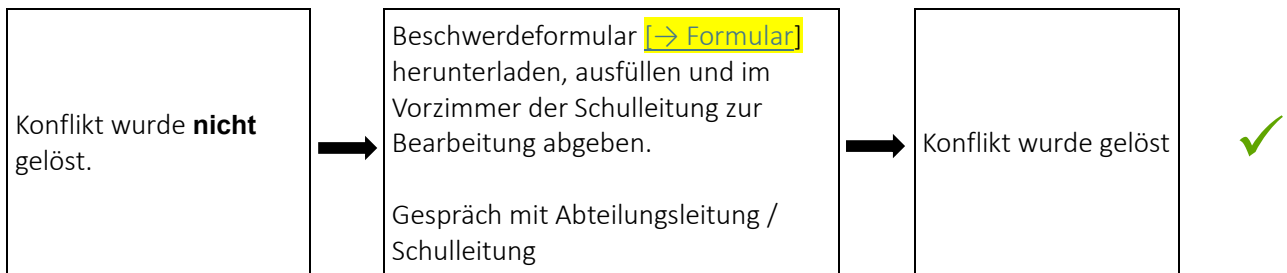 Konflikt wurde nicht
gelöst.
Beschwerdeformular [→ Formular]
herunterladen, ausfüllen und im
Vorzimmer der Schulleitung zur
Bearbeitung abgeben.
Gespräch mit Abteilungsleitung /
Schulleitung
Konflikt wurde gelöst